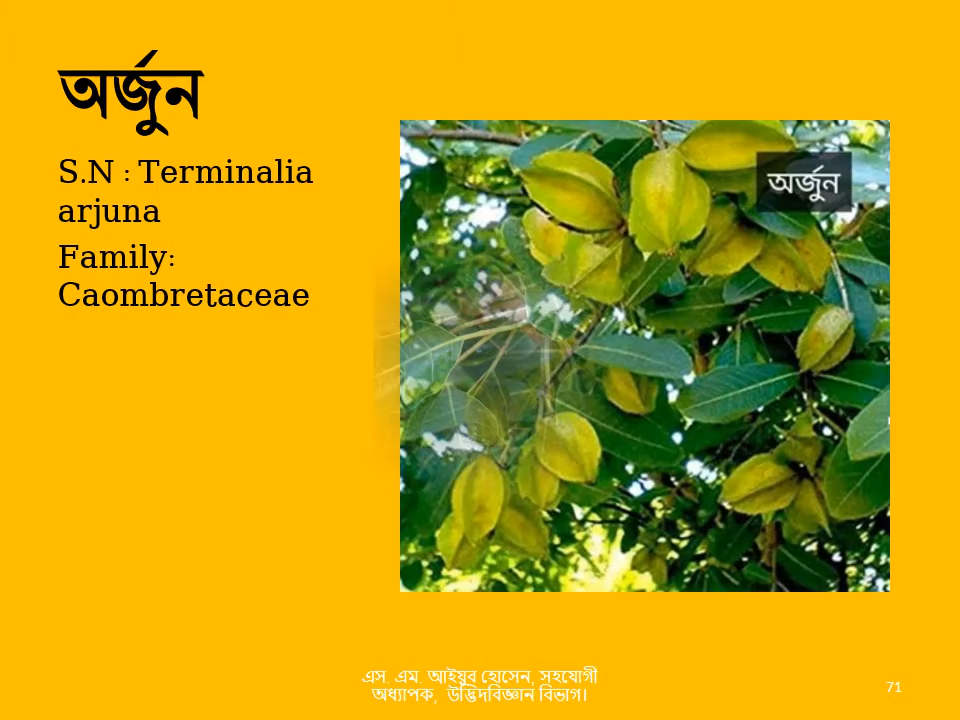 অর্জুন
S.N : Terminalia
arjuna
Family:
Caombretaceae
অর্জুন
এস. এম. আইয়ুব হোসেন, সহযোগী
অধ্যাপক, উদ্ভিদবিজ্ঞান বিভাগ।
71